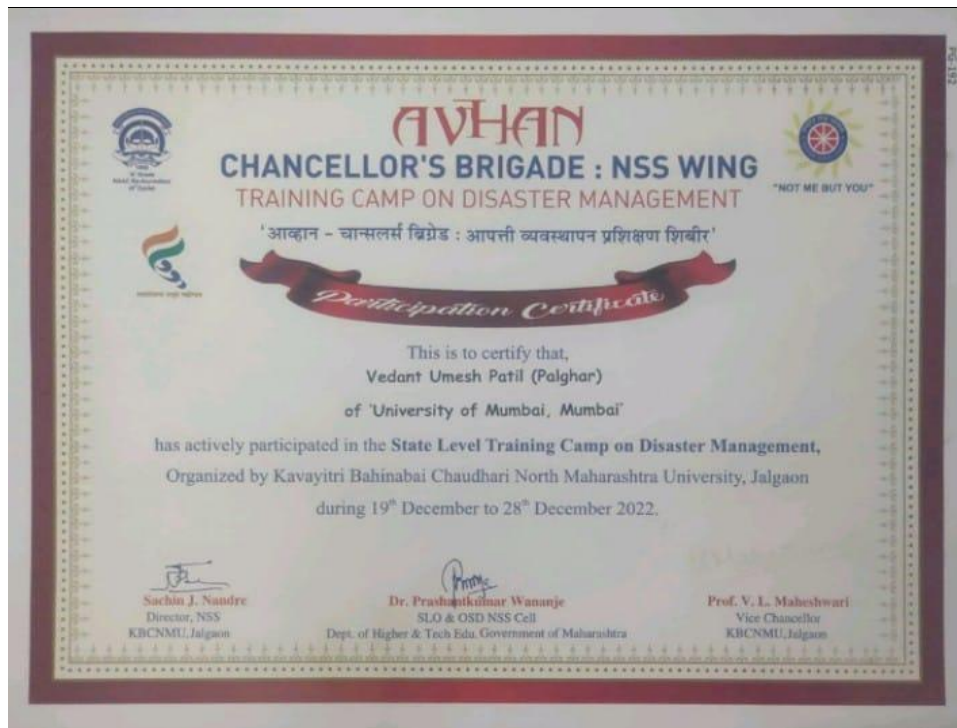 PG-192
AVHAN
CHANCELLOR'S BRIGADE : NSS WING
TRAINING CAMP ON DISASTER MANAGEMENT
"NOT ME BUT YOU"
'आव्हान - चान्सलर्स ब्रिगेड : आपत्ती व्यवस्थापन प्रशिक्षण शिबीर'
Participation Certificate
This is to certify that,
Vedant Umesh Patil (Palghar)
of 'University of Mumbai, Mumbai'
has actively participated in the State Level Training Camp on Disaster Management,
Organized by Kavayitri Bahinabai Chaudhari North Maharashtra University, Jalgaon
during 19th December to 28th December 2022.
Sachin J. Nandre
Director, NSS
KBCNMU, Jalgaon
Dr. Prashantkumar Wananje
SLO & OSD NSS Cell
Dept. of Higher & Tech Edu. Government of Maharashtra
Prof. V. L. Maheshwari
Vice Chancellor
KBCNMU, Jalgaon